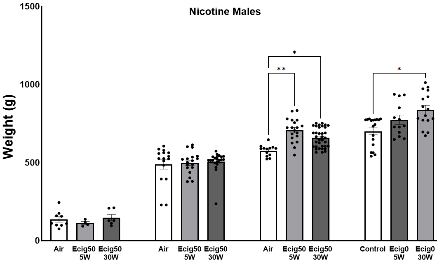 Nicotine Males
Weight (g)
1500
1000
500
0
*
**
*
Air Ecig50 Ecig50 Air Ecig50 Ecig50 Air Ecig50 Ecig50 Control Ecig0 Ecig0
5W 30W 5W 30W 5W 30W 5W 30W